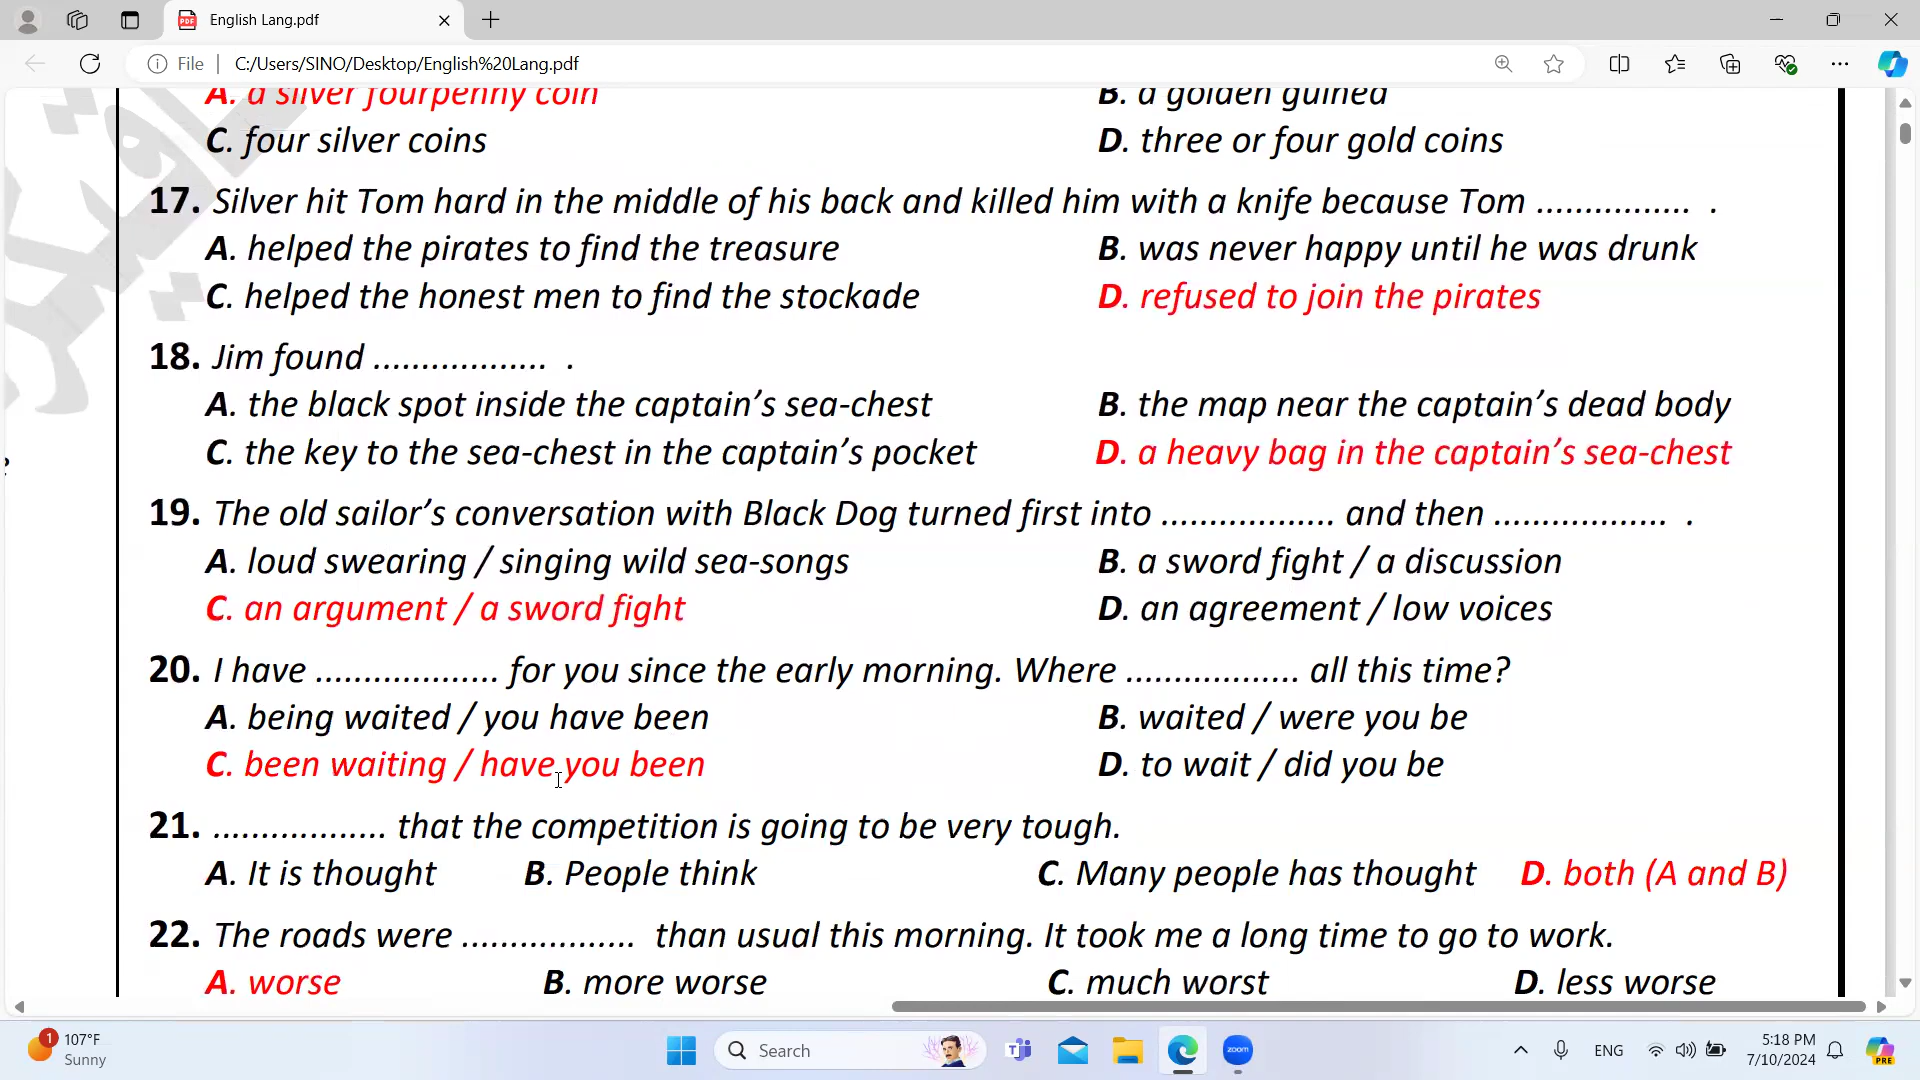 English Lang.pdf
File | C:/Users/SINO/Desktop/English%20Lang.pdf
A. a silver fourpenny coin B. a golden guinea
C. four silver coins D. three or four gold coins
17. Silver hit Tom hard in the middle of his back and killed him with a knife because Tom ................ .
A. helped the pirates to find the treasure B. was never happy until he was drunk
C. helped the honest men to find the stockade D. refused to join the pirates
18. Jim found .................. .
A. the black spot inside the captain’s sea-chest B. the map near the captain’s dead body
C. the key to the sea-chest in the captain’s pocket D. a heavy bag in the captain’s sea-chest
19. The old sailor’s conversation with Black Dog turned first into .................. and then .................. .
A. loud swearing / singing wild sea-songs B. a sword fight / a discussion
C. an argument / a sword fight D. an agreement / low voices
20. I have ................... for you since the early morning. Where .................. all this time?
A. being waited / you have been B. waited / were you be
C. been waiting / have you been D. to wait / did you be
21. .................. that the competition is going to be very tough.
A. It is thought B. People think C. Many people has thought D. both (A and B)
22. The roads were .................. than usual this morning. It took me a long time to go to work.
A. worse B. more worse C. much worst D. less worse
1 107°F
Sunny
Search
zoom
ENG
5:18 PM
7/10/2024
PRE